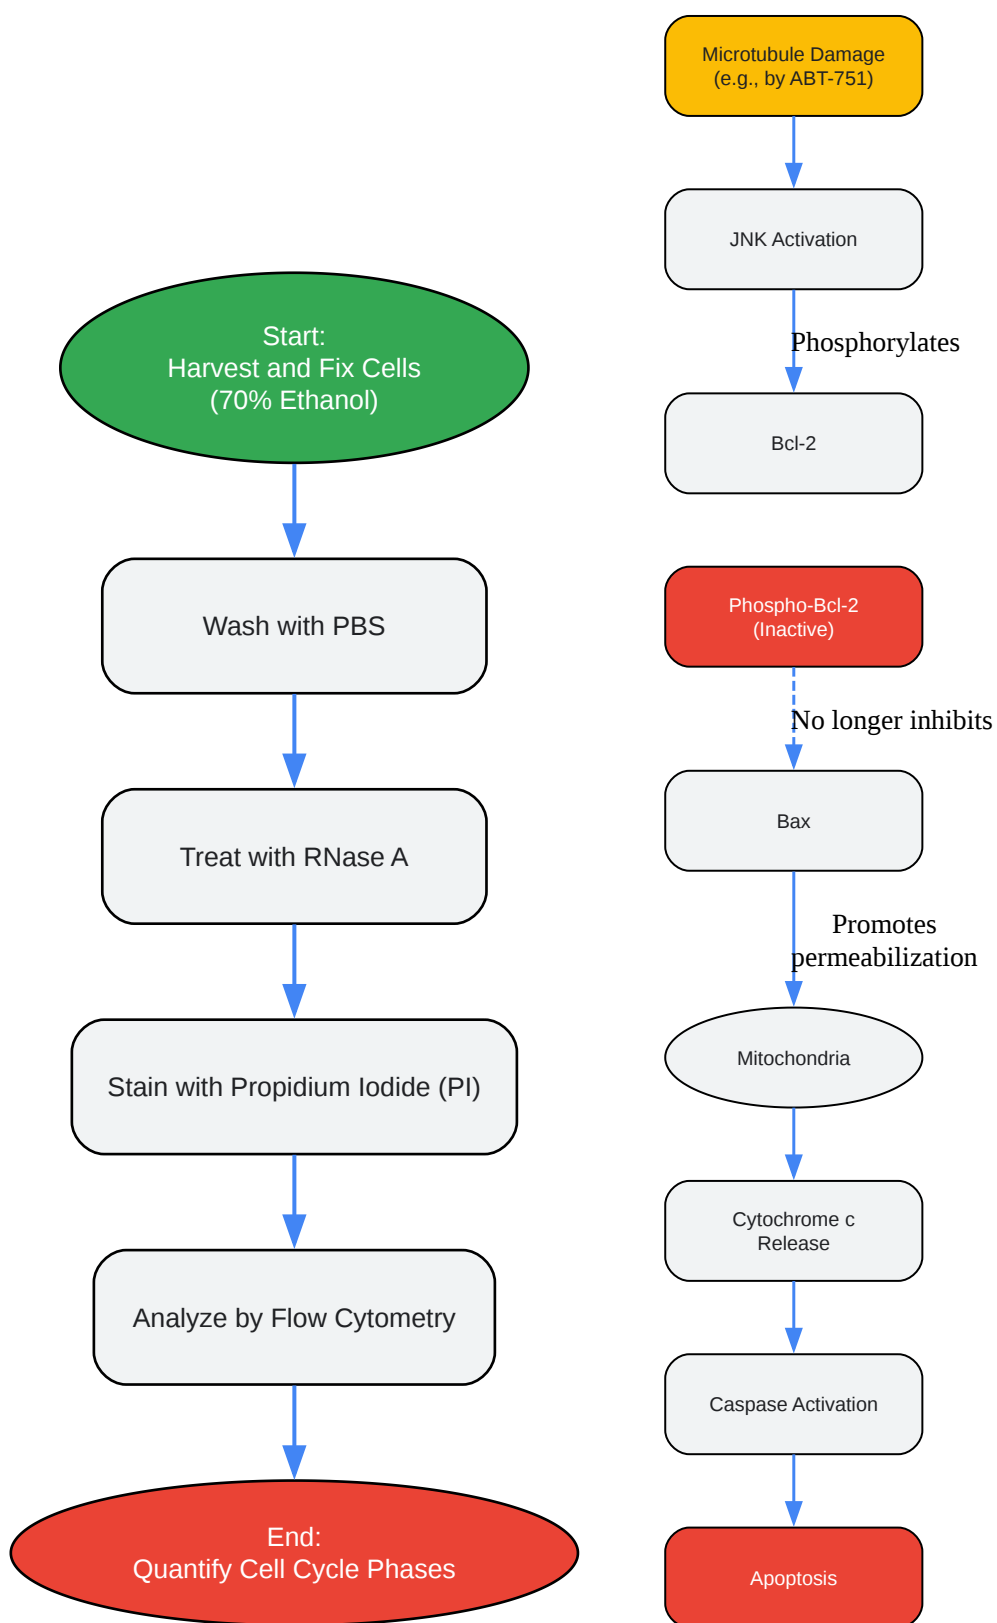 Start:
Harvest and Fix Cells
(70% Ethanol)
Wash with PBS
Treat with RNase A
Stain with Propidium Iodide (PI)
Analyze by Flow Cytometry
End:
Quantify Cell Cycle Phases
Microtubule Damage
(e.g., by ABT-751)
JNK Activation
Phosphorylates
Bcl-2
Phospho-Bcl-2
(Inactive)
No longer inhibits
Bax
Promotes
permeabilization
Mitochondria
Cytochrome c
Release
Caspase Activation
Apoptosis